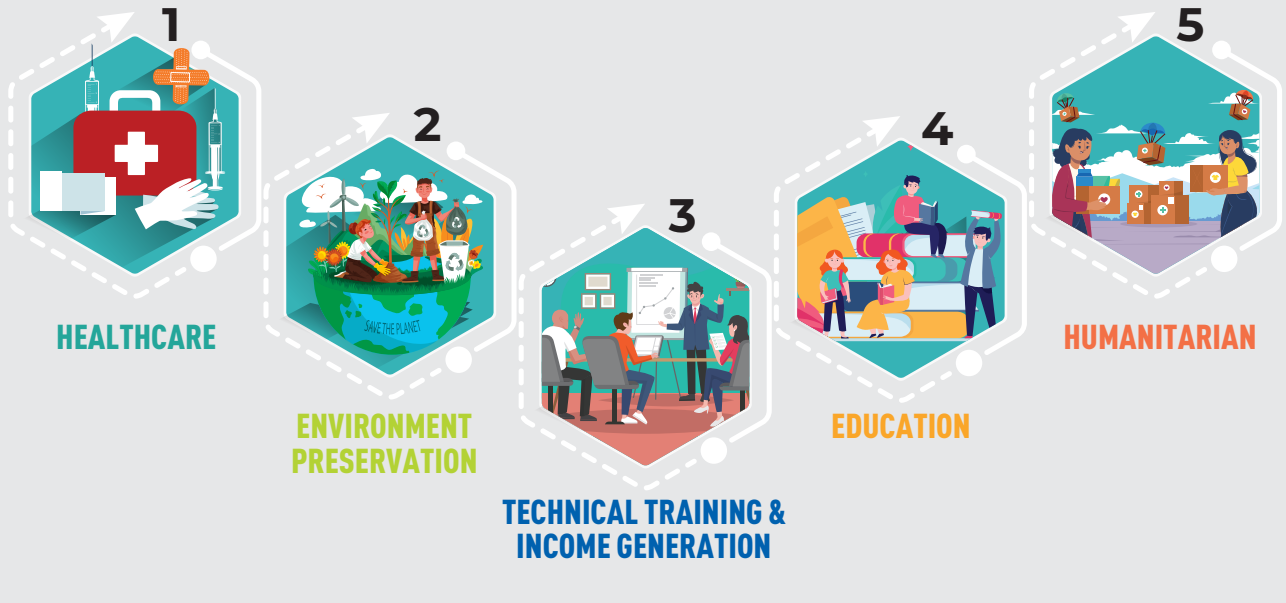 1
HEALTHCARE
2
SAVE THE PLANET
ENVIRONMENT
PRESERVATION
3
TECHNICAL TRAINING &
INCOME GENERATION
4
EDUCATION
5
HUMANITARIAN